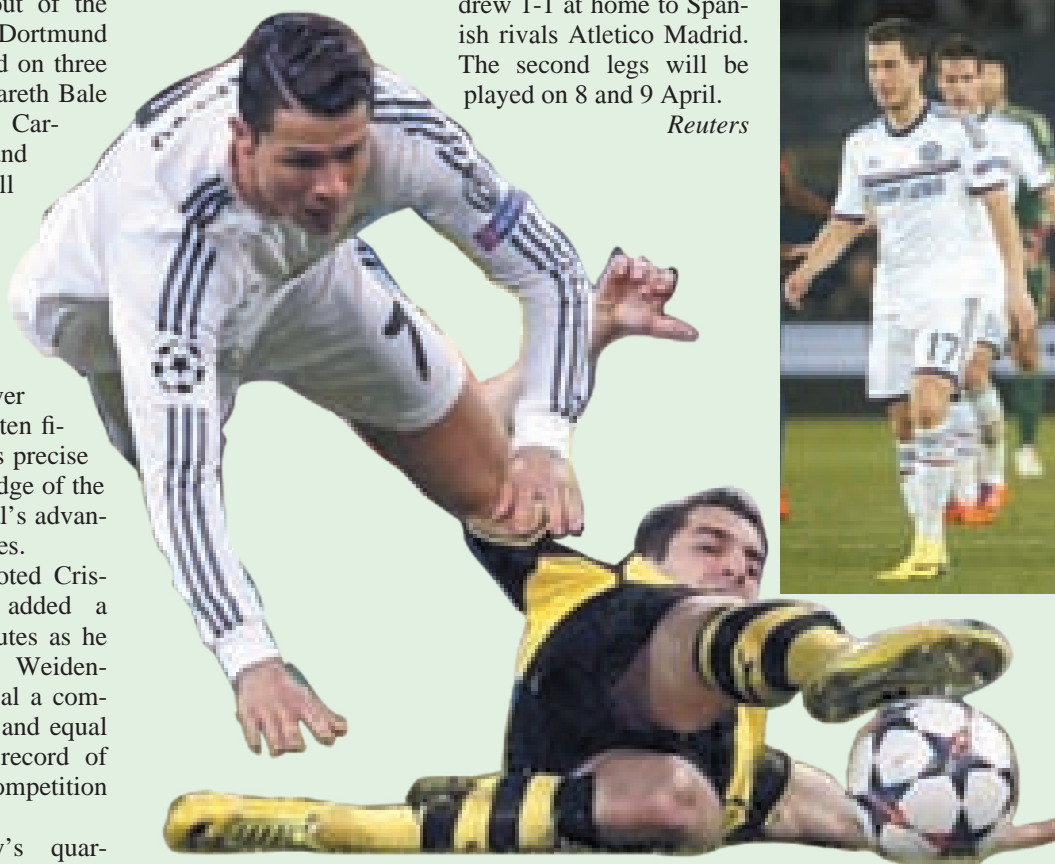 out of the
Dortmund
d on three
areth Bale
Car-
nd
ll
ver
ten fi-
s precise
dge of the
l's advan-
es.
oted Cris-
added a
utes as he
Weiden-
al a com-
and equal
record of
ompetition
y's quar-
drew 1-1 at home to Span-
ish rivals Atletico Madrid.
The second legs will be
played on 8 and 9 April.
Reuters
7
17